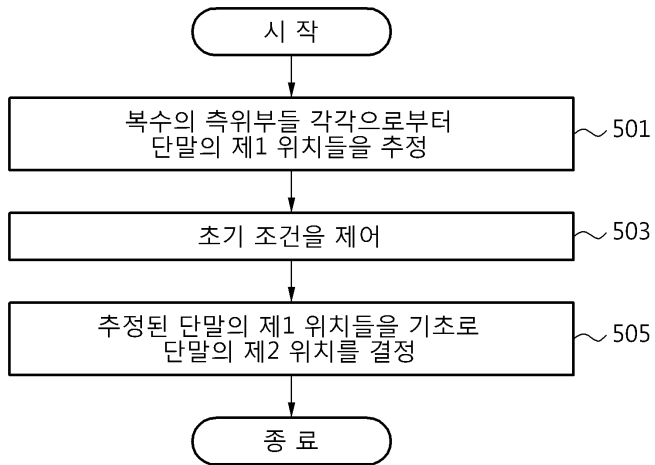 시 작
복수의 측위부들 각각으로부터
단말의 제1 위치들을 추정
501
초기 조건을 제어
503
추정된 단말의 제1 위치들을 기초로
단말의 제2 위치를 결정
505
종 료